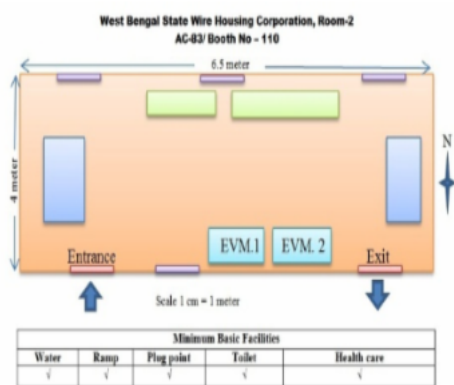 West Bengal State Wire Housing Corporation, Room-2
AC-83/ Booth No – 110
6.5 meter
4 meter
N
EVM.1 EVM. 2
Entrance Exit
Scale 1 cm = 1 meter
Minimum Basic Facilities
Water Ramp Plug point Toilet Health care
√ √ √ √ √